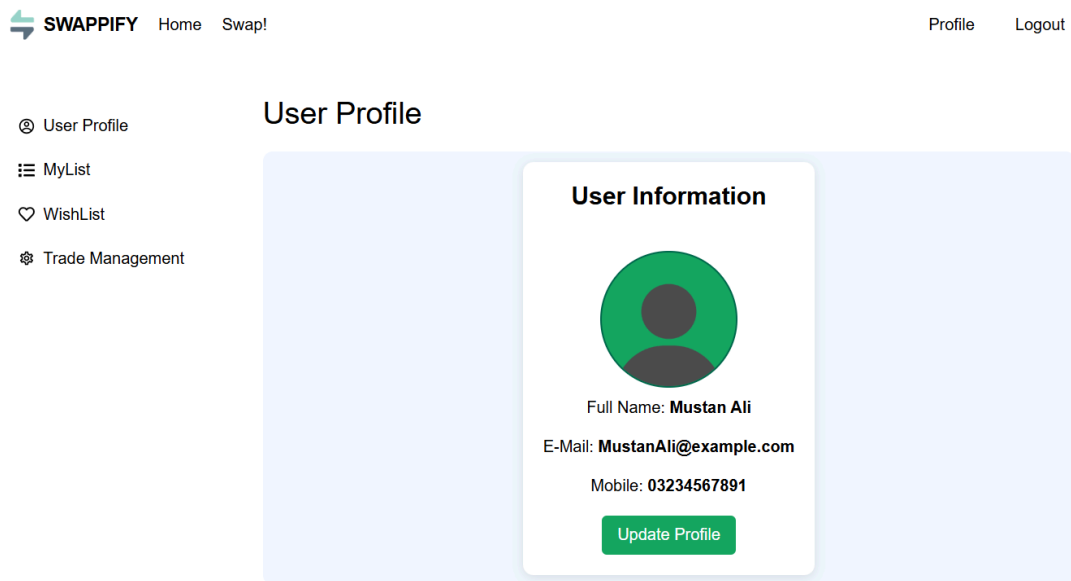 SWAPPIFY Home Swap! Profile Logout
User Profile
MyList
WishList
Trade Management
User Profile
User Information
Full Name: Mustan Ali
E-Mail: MustanAli@example.com
Mobile: 03234567891
Update Profile